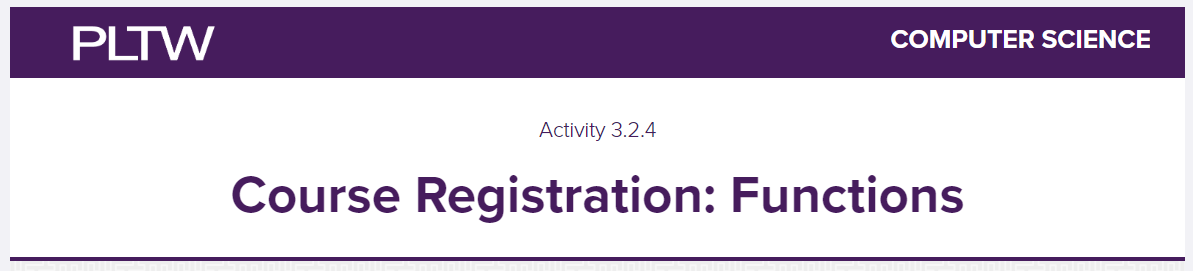 PLTW COMPUTER SCIENCE
Activity 3.2.4
Course Registration: Functions